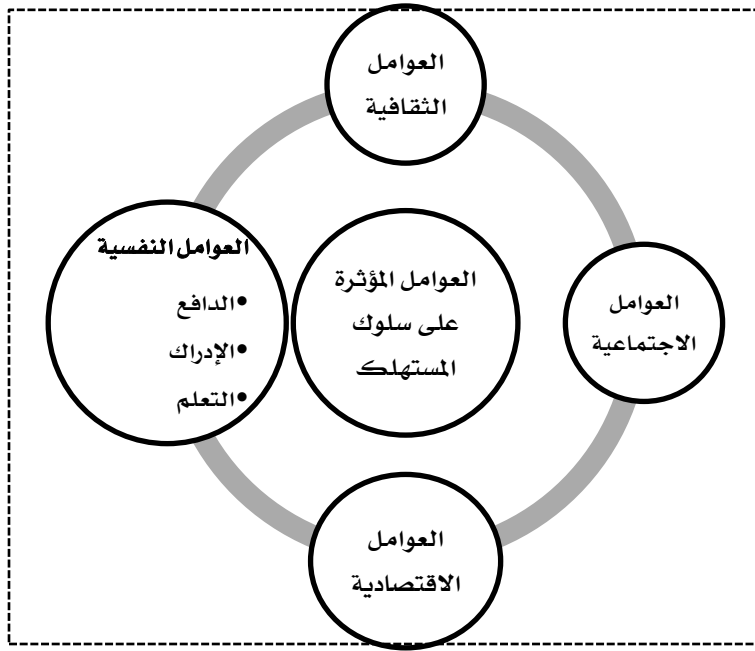 العوامل
الثقافية
العوامل
الاجتماعية
العوامل المؤثرة
على سلوك
المستهلك
العوامل النفسية
•الدافع
•الإدراك
•التعلم
العوامل
الاقتصادية